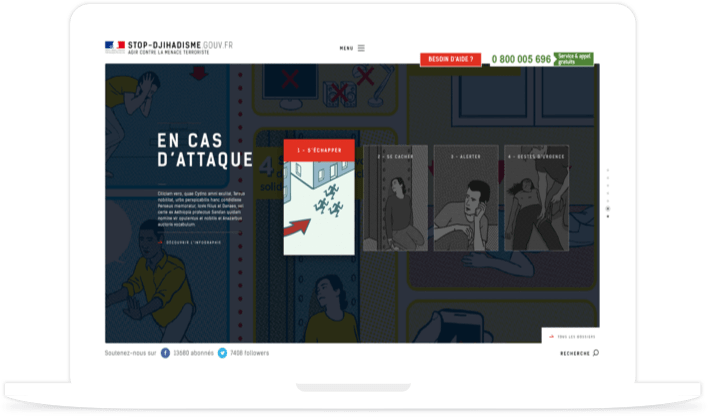 STOP-DJIHADISME.GOUV.FR
AGIR CONTRE LA MENACE TERRORISTE
MENU
BESOIN D'AIDE ?
0 800 005 696
Service & appel
gratuits
EN CAS
D'ATTAQUE
1 - S'ÉCHAPPER
2 - SE CACHER
3 - ALERTER
4 - GESTES D'URGENCE
DÉCOUVRIR L'INFOGRAPHIE
TOUS LES DOSSIERS
Soutenez-nous sur
13680 abonnés
7408 followers
RECHERCHE